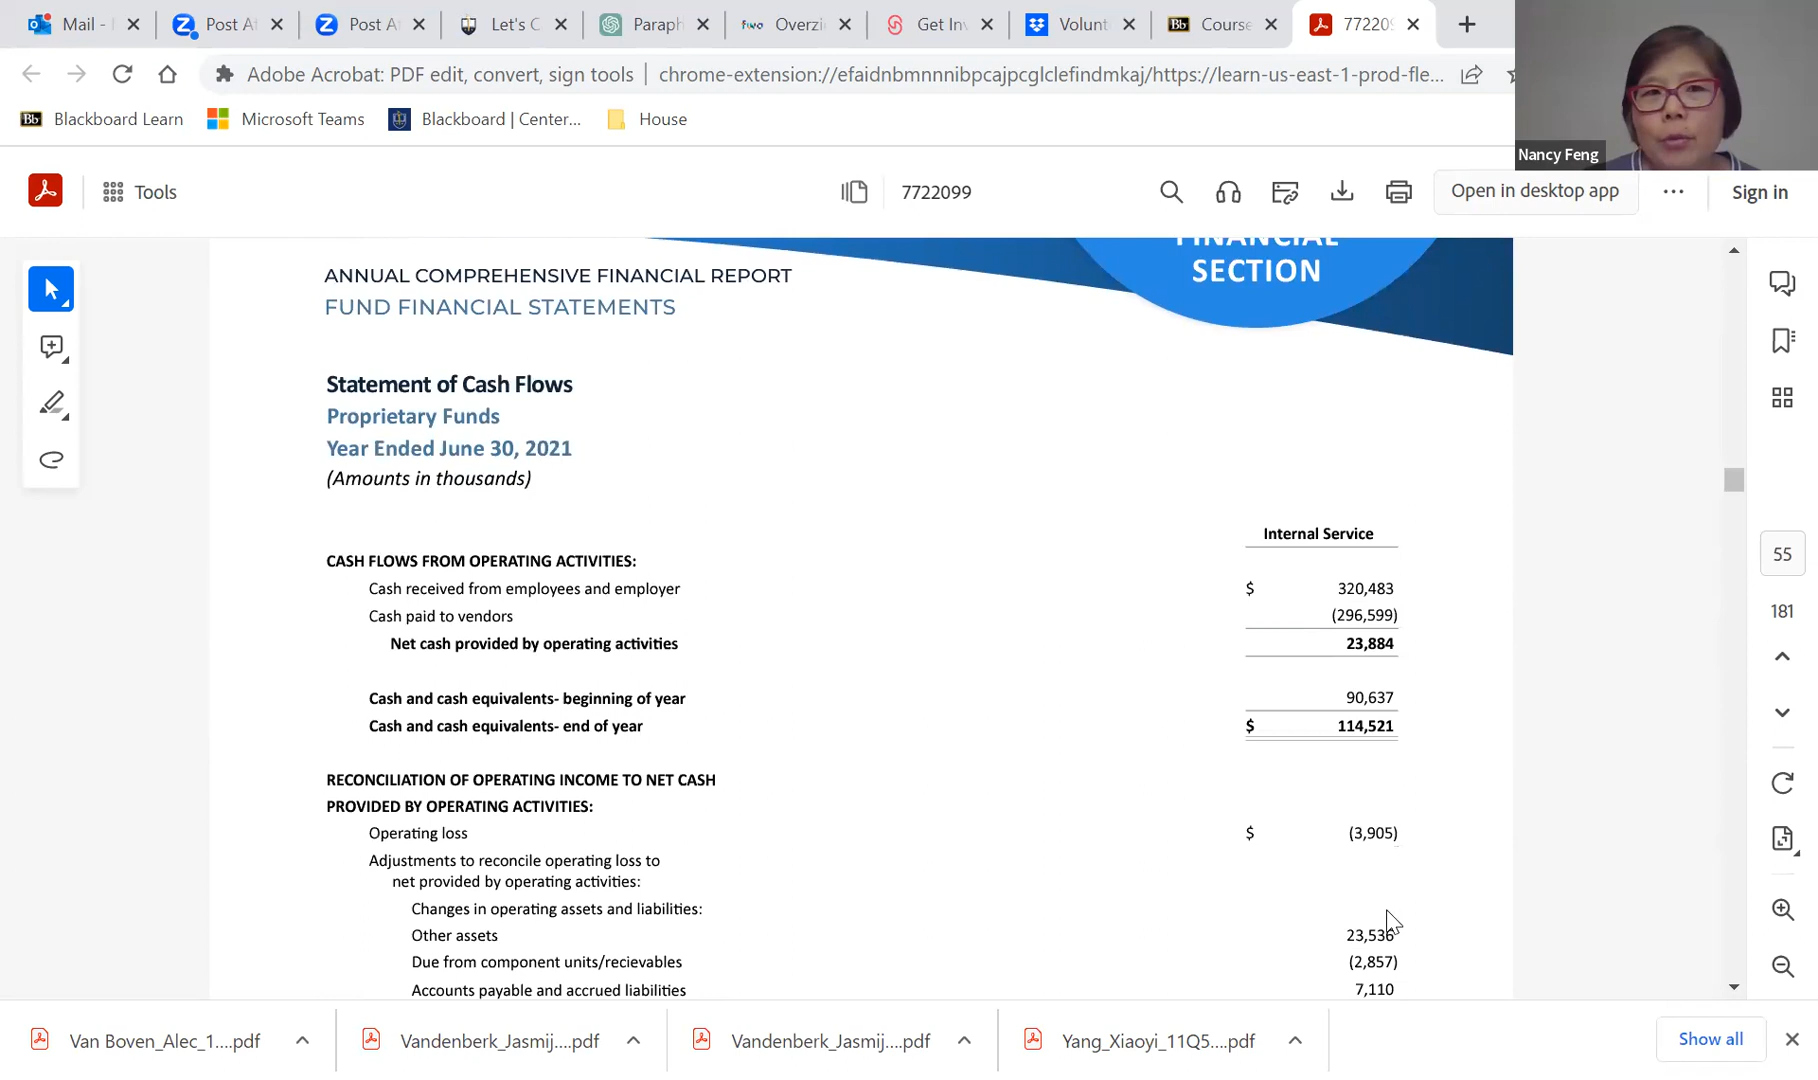 Mail -
Post Af
Post A
Let's C
Paraph
Overzi
Get Inv
Volunt
Bb Course
77220
Adobe Acrobat: PDF edit, convert, sign tools
chrome-extension://efaidnbmnnnibpcajpcglclefindmkaj/https://learn-us-east-1-prod-fle...
Bb Blackboard Learn
Microsoft Teams
Blackboard | Center...
House
Nancy Feng
Tools
7722099
Open in desktop app
Sign in
FINANCIAL
SECTION
ANNUAL COMPREHENSIVE FINANCIAL REPORT
FUND FINANCIAL STATEMENTS
Statement of Cash Flows
Proprietary Funds
Year Ended June 30, 2021
(Amounts in thousands)
Internal Service
CASH FLOWS FROM OPERATING ACTIVITIES:
Cash received from employees and employer $ 320,483
Cash paid to vendors (296,599)
Net cash provided by operating activities 23,884
Cash and cash equivalents- beginning of year 90,637
Cash and cash equivalents- end of year $ 114,521
RECONCILIATION OF OPERATING INCOME TO NET CASH
PROVIDED BY OPERATING ACTIVITIES:
Operating loss $ (3,905)
Adjustments to reconcile operating loss to
net provided by operating activities:
Changes in operating assets and liabilities:
Other assets 23,536
Due from component units/recievables (2,857)
Accounts payable and accrued liabilities 7,110
55
181
Van Boven_Alec_1....pdf
Vandenberk_Jasmij....pdf
Vandenberk_Jasmij....pdf
Yang_Xiaoyi_11Q5....pdf
Show all